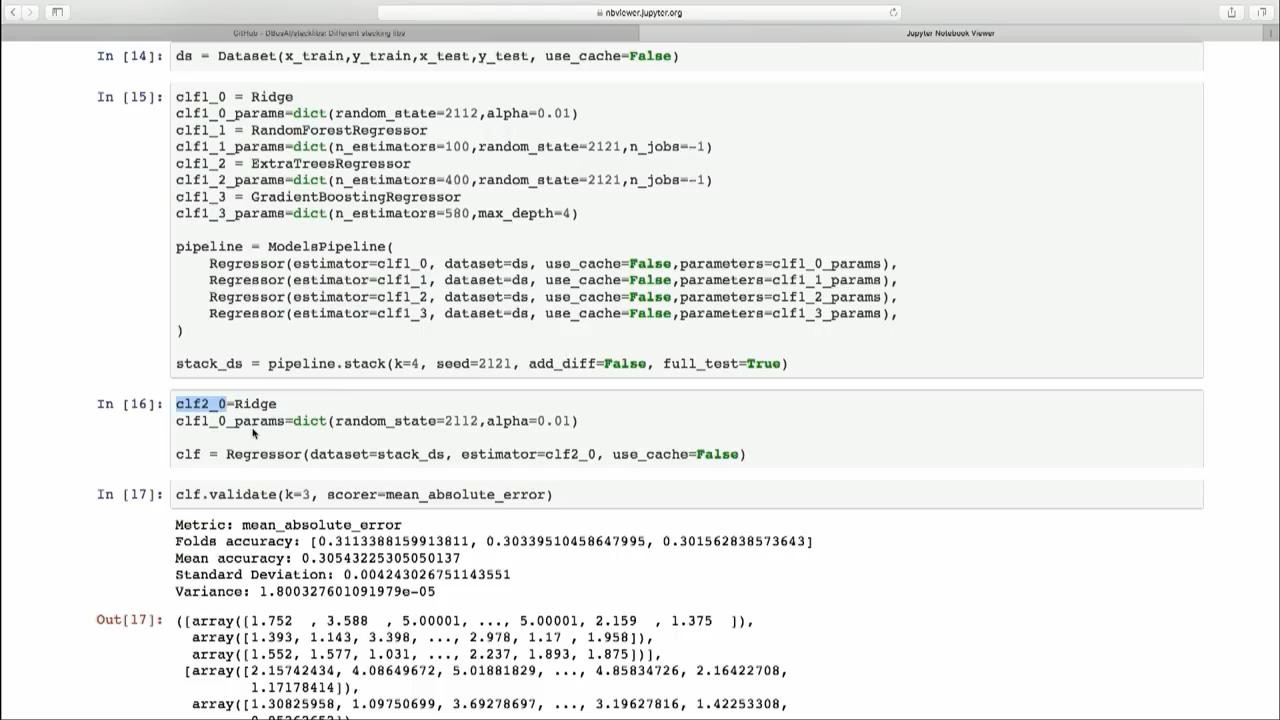 nbviewer.jupyter.org
GitHub - DBusAI/stacklibs: Different stacking libs
Jupyter Notebook Viewer
In [14]: ds = Dataset(x_train,y_train,x_test,y_test, use_cache=False)
In [15]: clf1_0 = Ridge
clf1_0_params=dict(random_state=2112,alpha=0.01)
clf1_1 = RandomForestRegressor
clf1_1_params=dict(n_estimators=100,random_state=2121,n_jobs=-1)
clf1_2 = ExtraTreesRegressor
clf1_2_params=dict(n_estimators=400,random_state=2121,n_jobs=-1)
clf1_3 = GradientBoostingRegressor
clf1_3_params=dict(n_estimators=580,max_depth=4)
pipeline = ModelsPipeline(
Regressor(estimator=clf1_0, dataset=ds, use_cache=False,parameters=clf1_0_params),
Regressor(estimator=clf1_1, dataset=ds, use_cache=False,parameters=clf1_1_params),
Regressor(estimator=clf1_2, dataset=ds, use_cache=False,parameters=clf1_2_params),
Regressor(estimator=clf1_3, dataset=ds, use_cache=False,parameters=clf1_3_params),
)
stack_ds = pipeline.stack(k=4, seed=2121, add_diff=False, full_test=True)
In [16]: clf2_0=Ridge
clf1_0_params=dict(random_state=2112,alpha=0.01)
clf = Regressor(dataset=stack_ds, estimator=clf2_0, use_cache=False)
In [17]: clf.validate(k=3, scorer=mean_absolute_error)
Metric: mean_absolute_error
Folds accuracy: [0.3113388159913811, 0.30339510458647995, 0.301562838573643]
Mean accuracy: 0.30543225305050137
Standard Deviation: 0.004243026751143551
Variance: 1.800327601091979e-05
Out[17]: ([array([1.752 , 3.588 , 5.00001, ..., 5.00001, 2.159 , 1.375 ]),
array([1.393, 1.143, 3.398, ..., 2.978, 1.17 , 1.958]),
array([1.552, 1.577, 1.031, ..., 2.237, 1.893, 1.875])],
[array([2.15742434, 4.08649672, 5.01881829, ..., 4.85834726, 2.16422708,
1.17178414]),
array([1.30825958, 1.09750699, 3.69278697, ..., 3.19627816, 1.42253308,